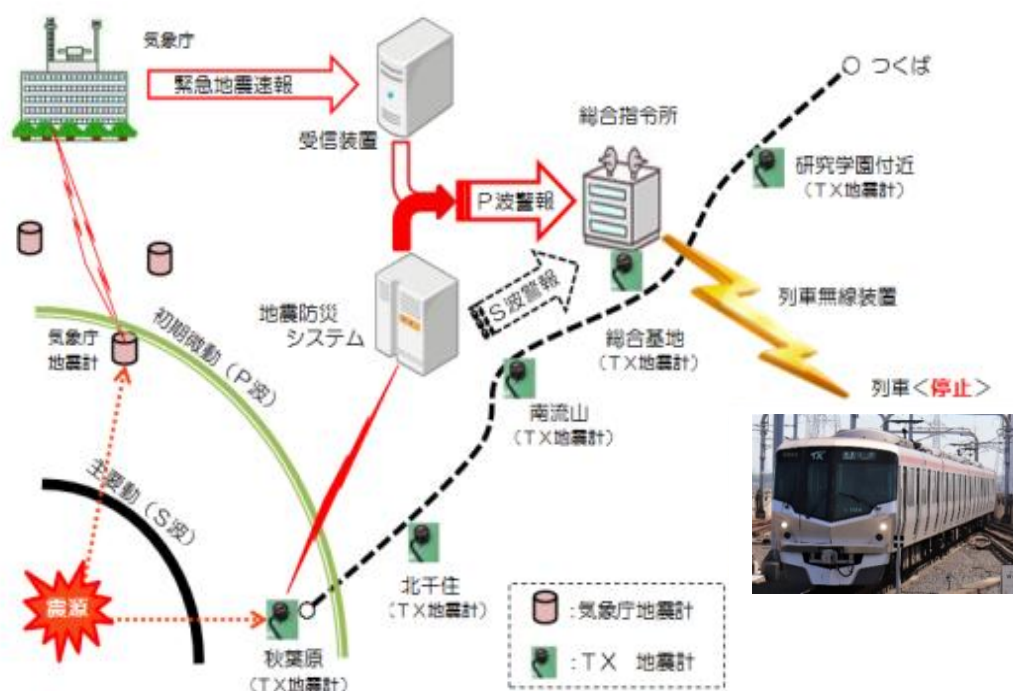 気象庁
緊急地震速報
受信装置
総合指令所
つくば
研究学園付近
(TX地震計)
P波警報
S波警報
列車無線装置
地震防災
システム
総合基地
(TX地震計)
気象庁
地震計
初期微動(P波)
列車<停止>
南流山
(TX地震計)
主要動(S波)
TX
震源
北千住
(TX地震計)
秋葉原
(TX地震計)
:気象庁地震計
:TX 地震計